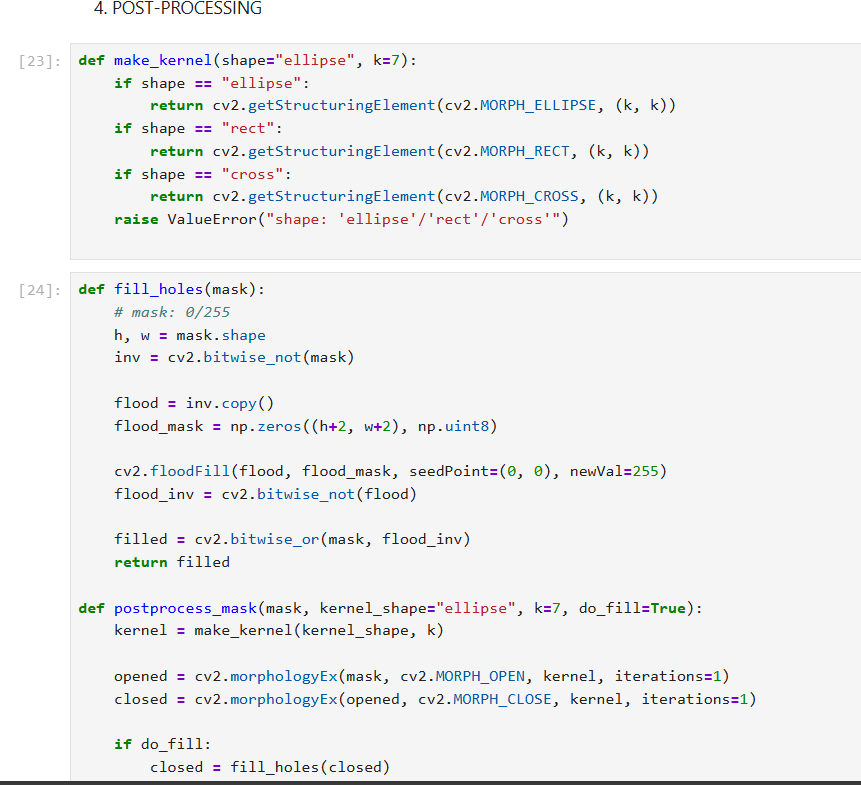 4. POST-PROCESSING
[23]: def make_kernel(shape="ellipse", k=7):
    if shape == "ellipse":
        return cv2.getStructuringElement(cv2.MORPH_ELLIPSE, (k, k))
    if shape == "rect":
        return cv2.getStructuringElement(cv2.MORPH_RECT, (k, k))
    if shape == "cross":
        return cv2.getStructuringElement(cv2.MORPH_CROSS, (k, k))
    raise ValueError("shape: 'ellipse'/'rect'/'cross'")
[24]: def fill_holes(mask):
    # mask: 0/255
    h, w = mask.shape
    inv = cv2.bitwise_not(mask)
    flood = inv.copy()
    flood_mask = np.zeros((h+2, w+2), np.uint8)
    cv2.floodFill(flood, flood_mask, seedPoint=(0, 0), newVal=255)
    flood_inv = cv2.bitwise_not(flood)
    filled = cv2.bitwise_or(mask, flood_inv)
    return filled
def postprocess_mask(mask, kernel_shape="ellipse", k=7, do_fill=True):
    kernel = make_kernel(kernel_shape, k)
    opened = cv2.morphologyEx(mask, cv2.MORPH_OPEN, kernel, iterations=1)
    closed = cv2.morphologyEx(opened, cv2.MORPH_CLOSE, kernel, iterations=1)
    if do_fill:
        closed = fill_holes(closed)